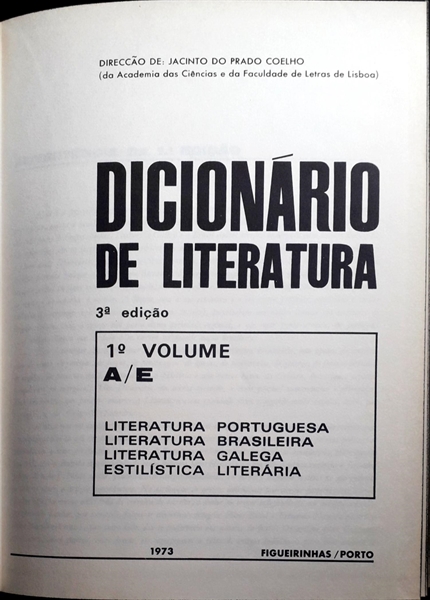 DIRECCÃO DE: JACINTO DO PRADO COELHO
(da Academia das Ciências e da Faculdade de Letras de Lisboa)
DICIONÁRIO
DE LITERATURA
3ª edição
1º VOLUME
A/E
LITERATURA PORTUGUESA
LITERATURA BRASILEIRA
LITERATURA GALEGA
ESTILÍSTICA LITERÁRIA
1973 FIGUEIRINHAS/PORTO